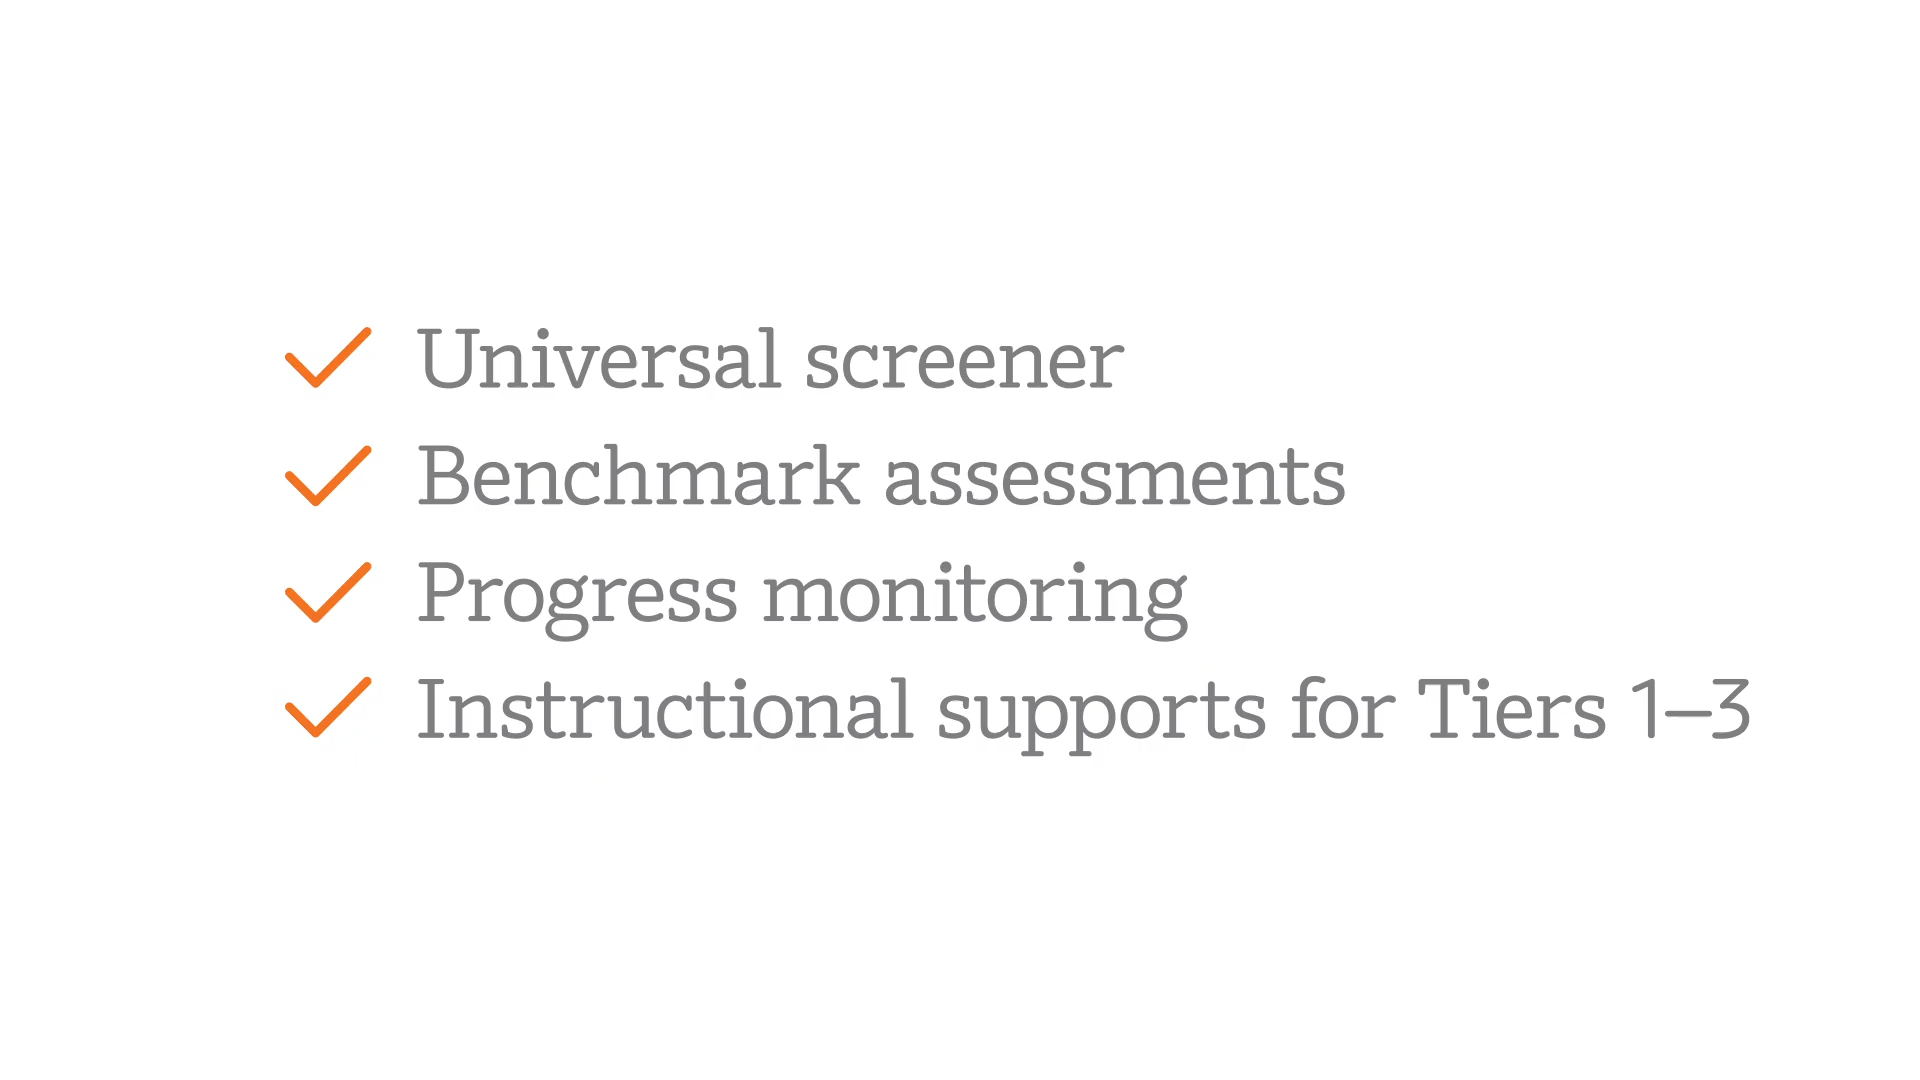 Universal screener
Benchmark assessments
Progress monitoring
Instructional supports for Tiers 1–3